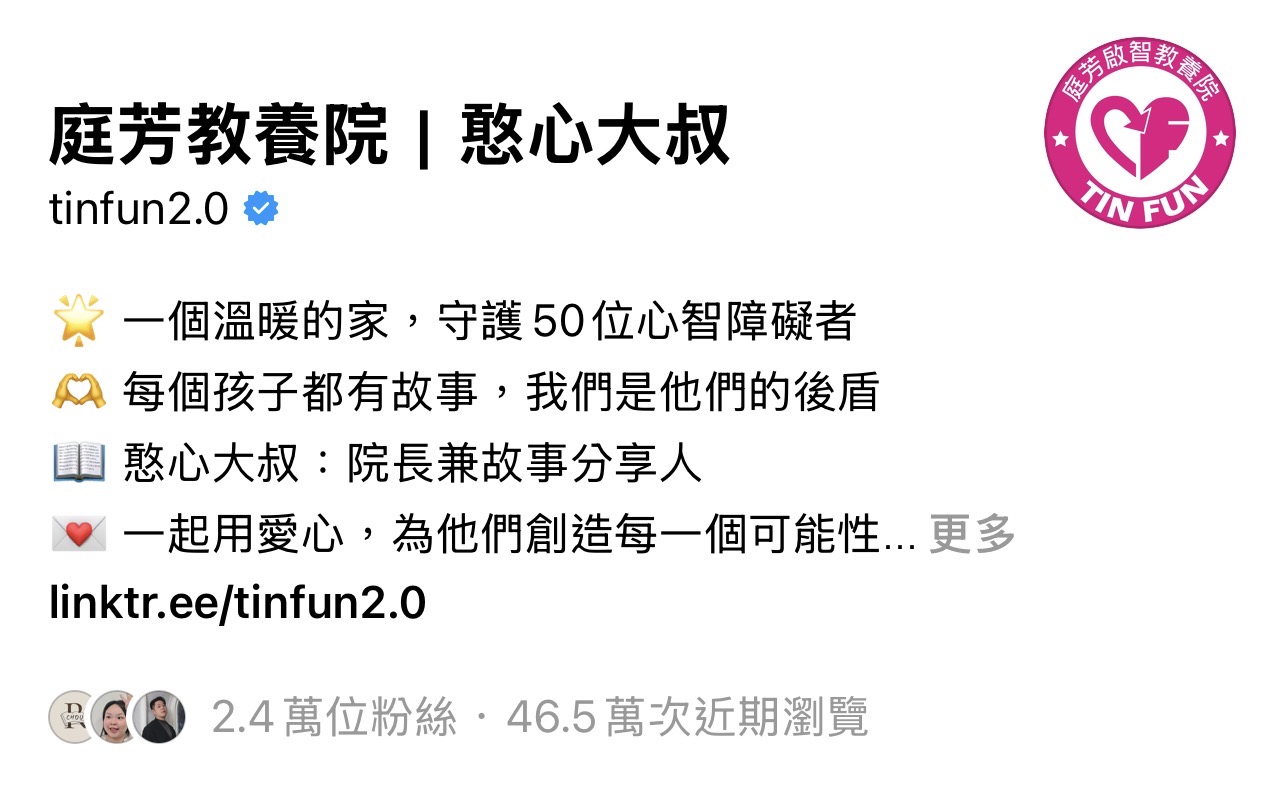 庭芳教養院 | 憨心大叔
庭芳啟智教養院
TIN FUN
tinfun2.0
🌟 一個溫暖的家，守護50位心智障礙者
🫶 每個孩子都有故事，我們是他們的後盾
📖 憨心大叔：院長兼故事分享人
💌 一起用愛心，為他們創造每一個可能性... 更多
linktr.ee/tinfun2.0
R
CHOU
2.4萬位粉絲 · 46.5萬次近期瀏覽